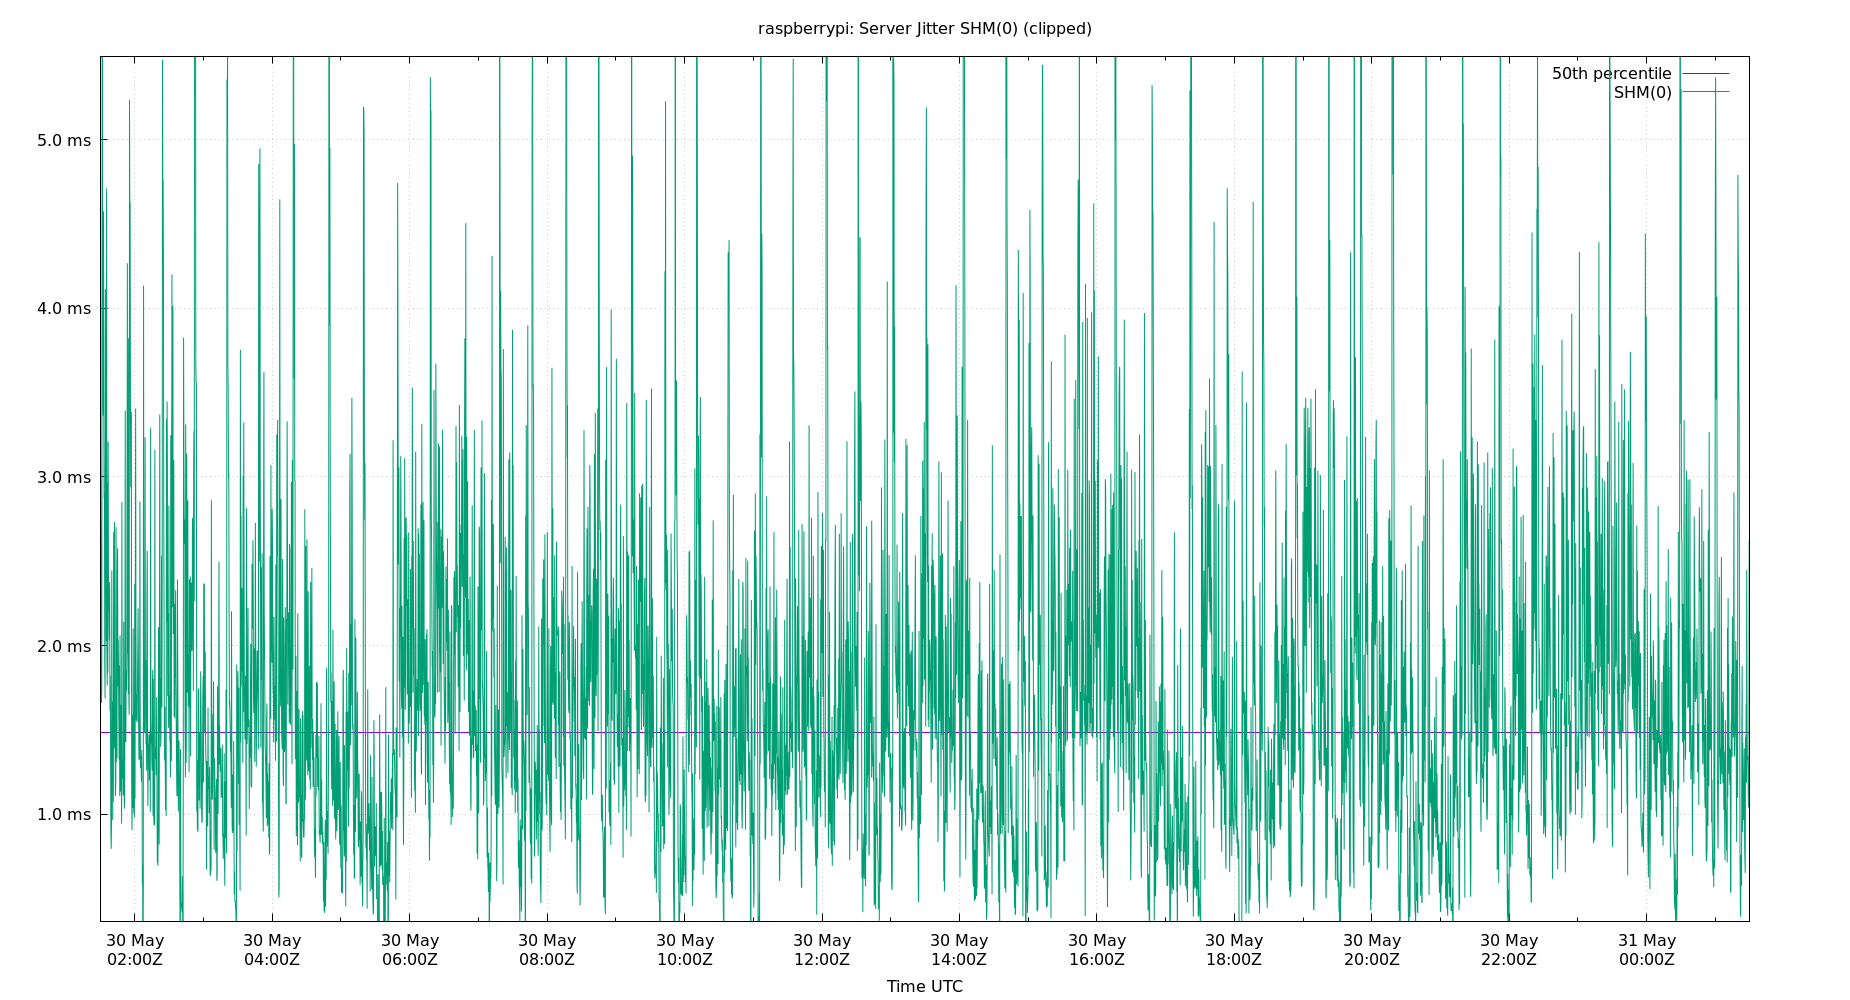 raspberrypi: Server Jitter SHM(0) (clipped)
50th percentile
SHM(0)
5.0 ms
4.0 ms
3.0 ms
2.0 ms
1.0 ms
30 May 30 May 30 May 30 May 30 May 30 May 30 May 30 May 30 May 30 May 30 May 31 May
02:00Z 04:00Z 06:00Z 08:00Z 10:00Z 12:00Z 14:00Z 16:00Z 18:00Z 20:00Z 22:00Z 00:00Z
Time UTC